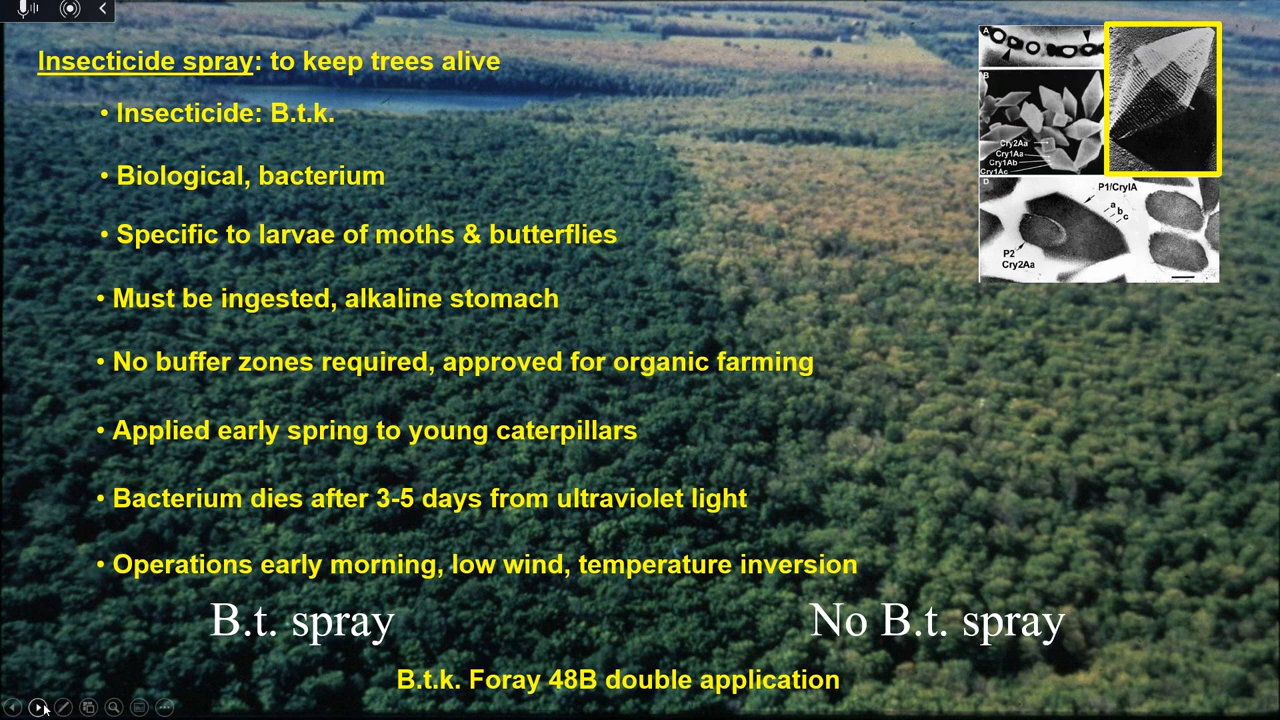 Insecticide spray: to keep trees alive
• Insecticide: B.t.k.
• Biological, bacterium
• Specific to larvae of moths & butterflies
• Must be ingested, alkaline stomach
• No buffer zones required, approved for organic farming
• Applied early spring to young caterpillars
• Bacterium dies after 3-5 days from ultraviolet light
• Operations early morning, low wind, temperature inversion
B.t. spray
No B.t. spray
B.t.k. Foray 48B double application
A
B
Cry2Aa
Cry1Aa
Cry1Ab
Cry1Ac
D
P1/CryIA
a
b
c
P2
Cry2Aa